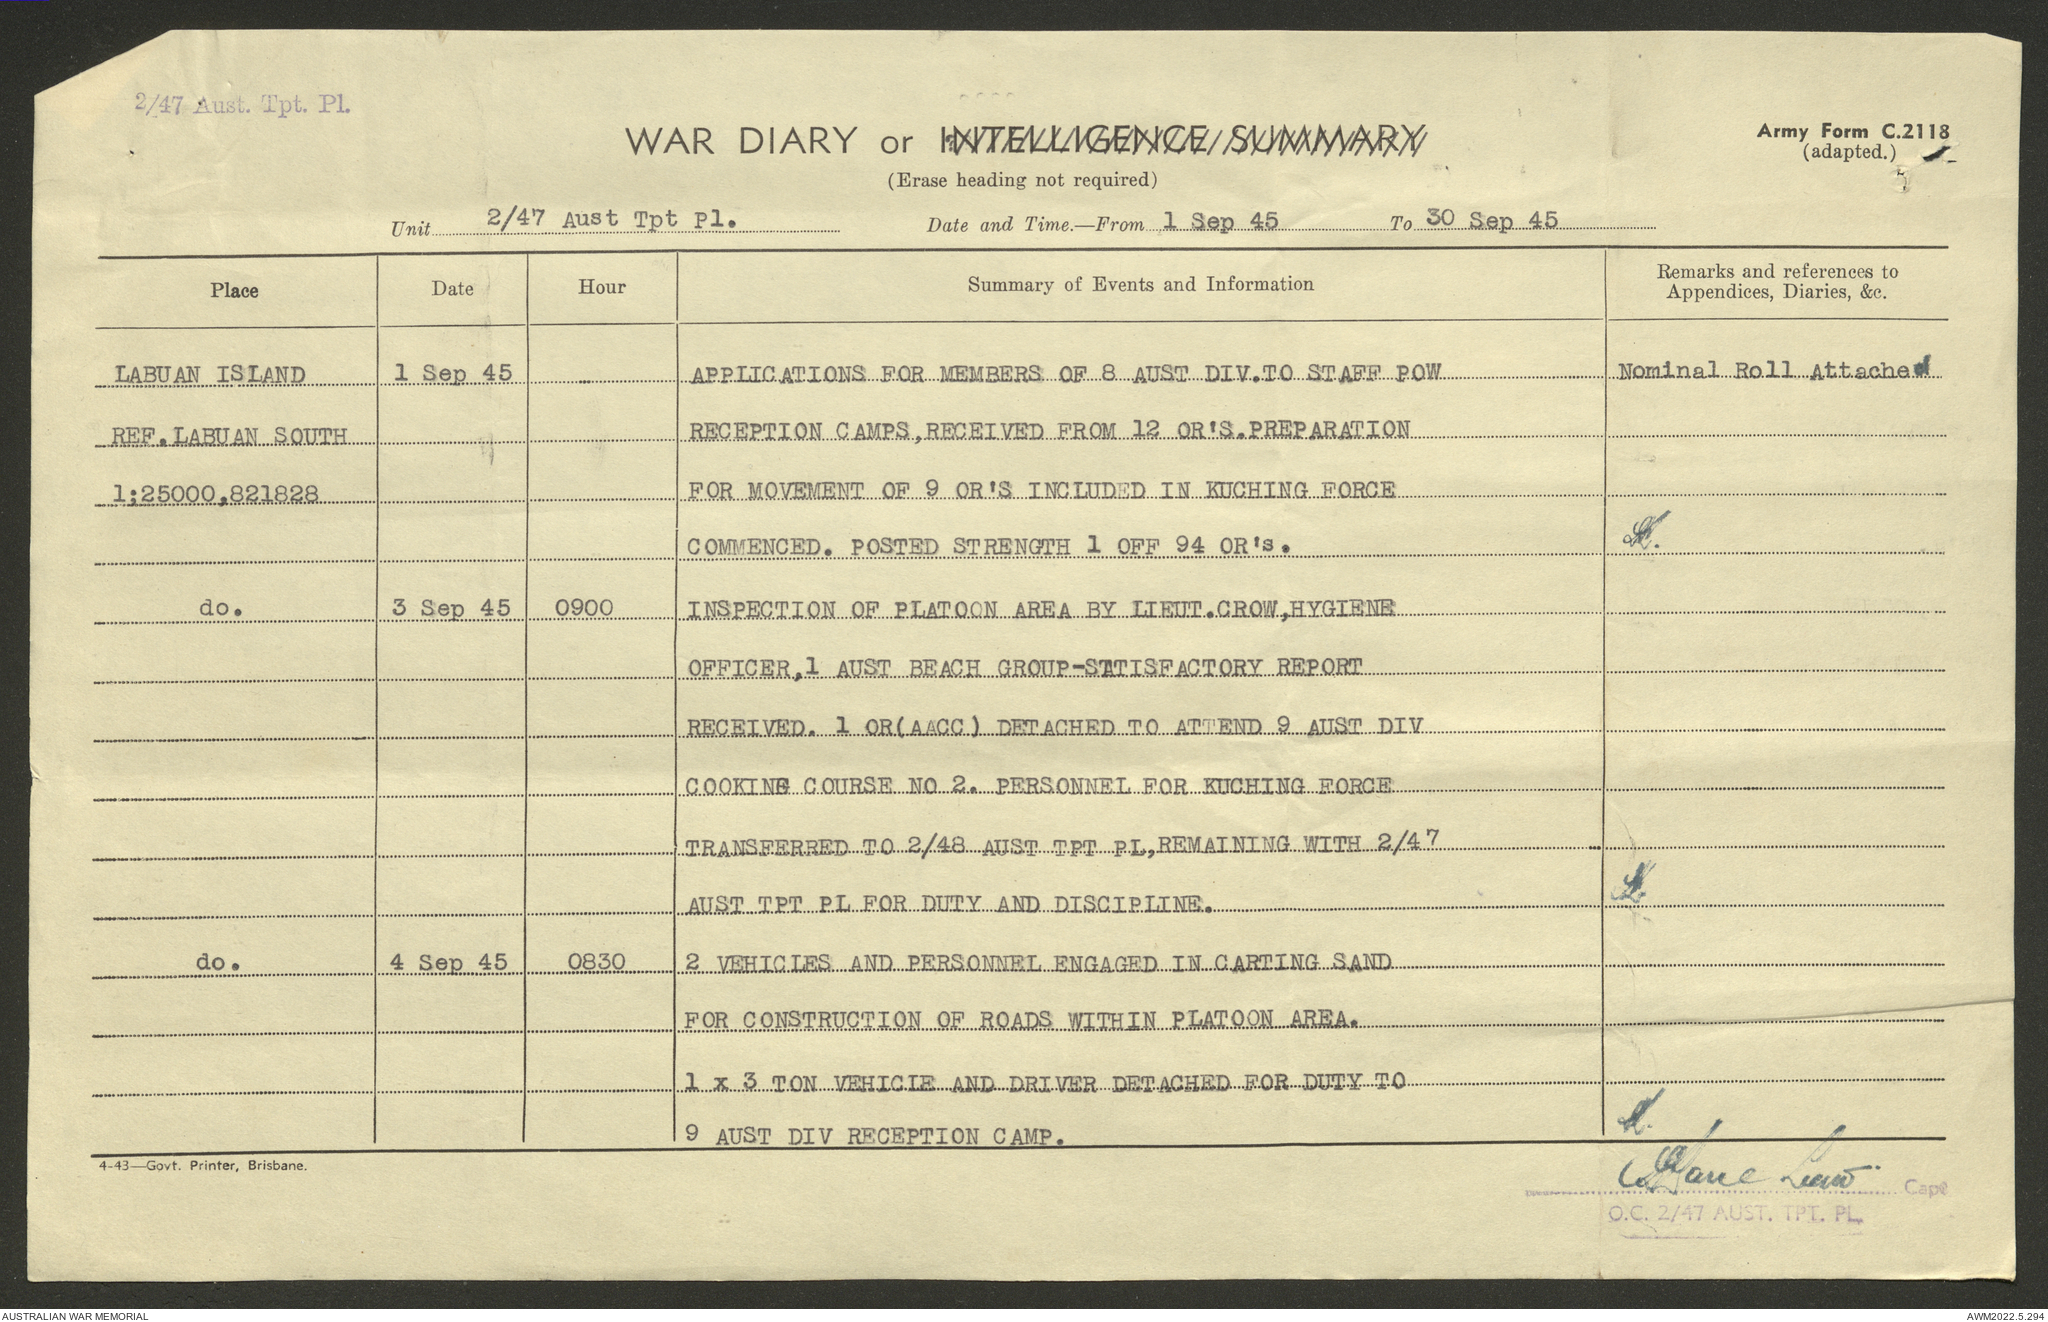 2/47 Aust. Tpt. Pl.
WAR DIARY or INTELLIGENCE SUMMARY
(Erase heading not required)
Army Form C.2118
(adapted.)
Unit 2/47 Aust Tpt Pl. Date and Time.—From 1 Sep 45 To 30 Sep 45
Place Date Hour Summary of Events and Information Remarks and references to
Appendices, Diaries, &c.
LABUAN ISLAND 1 Sep 45 APPLICATIONS FOR MEMBERS OF 8 AUST DIV.TO STAFF POW Nominal Roll Attached
REF.LABUAN SOUTH RECEPTION CAMPS,RECEIVED FROM 12 OR'S.PREPARATION
1;25000,821828 FOR MOVEMENT OF 9 OR'S INCLUDED IN KUCHING FORCE
COMMENCED. POSTED STRENGTH 1 OFF 94 OR's.
do. 3 Sep 45 0900 INSPECTION OF PLATOON AREA BY LIEUT.CROW,HYGIENE
OFFICER,1 AUST BEACH GROUP-SATISFACTORY REPORT
RECEIVED. 1 OR(AACC) DETACHED TO ATTEND 9 AUST DIV
COOKING COURSE NO 2. PERSONNEL FOR KUCHING FORCE
TRANSFERRED TO 2/48 AUST TPT PL,REMAINING WITH 2/47
AUST TPT PL FOR DUTY AND DISCIPLINE.
do. 4 Sep 45 0830 2 VEHICLES AND PERSONNEL ENGAGED IN CARTING SAND
FOR CONSTRUCTION OF ROADS WITHIN PLATOON AREA.
1 x 3 TON VEHICLE AND DRIVER DETACHED FOR DUTY TO
9 AUST DIV RECEPTION CAMP.
4-43—Govt. Printer, Brisbane.
Lieut. Capt
O.C. 2/47 AUST. TPT. PL.
AUSTRALIAN WAR MEMORIAL AWM2022.5.294